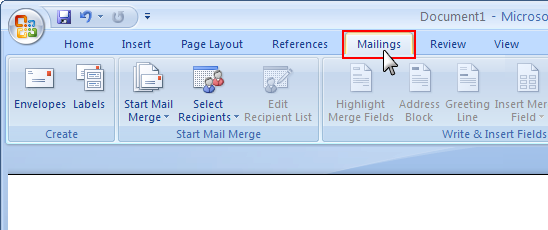 Document1 - Microso
Home Insert Page Layout References Mailings Review View
Envelopes Labels Start Mail Merge Select Recipients Edit Recipient List Highlight Merge Fields Address Block Greeting Line Insert Mer Field
Create Start Mail Merge Write & Insert Fields